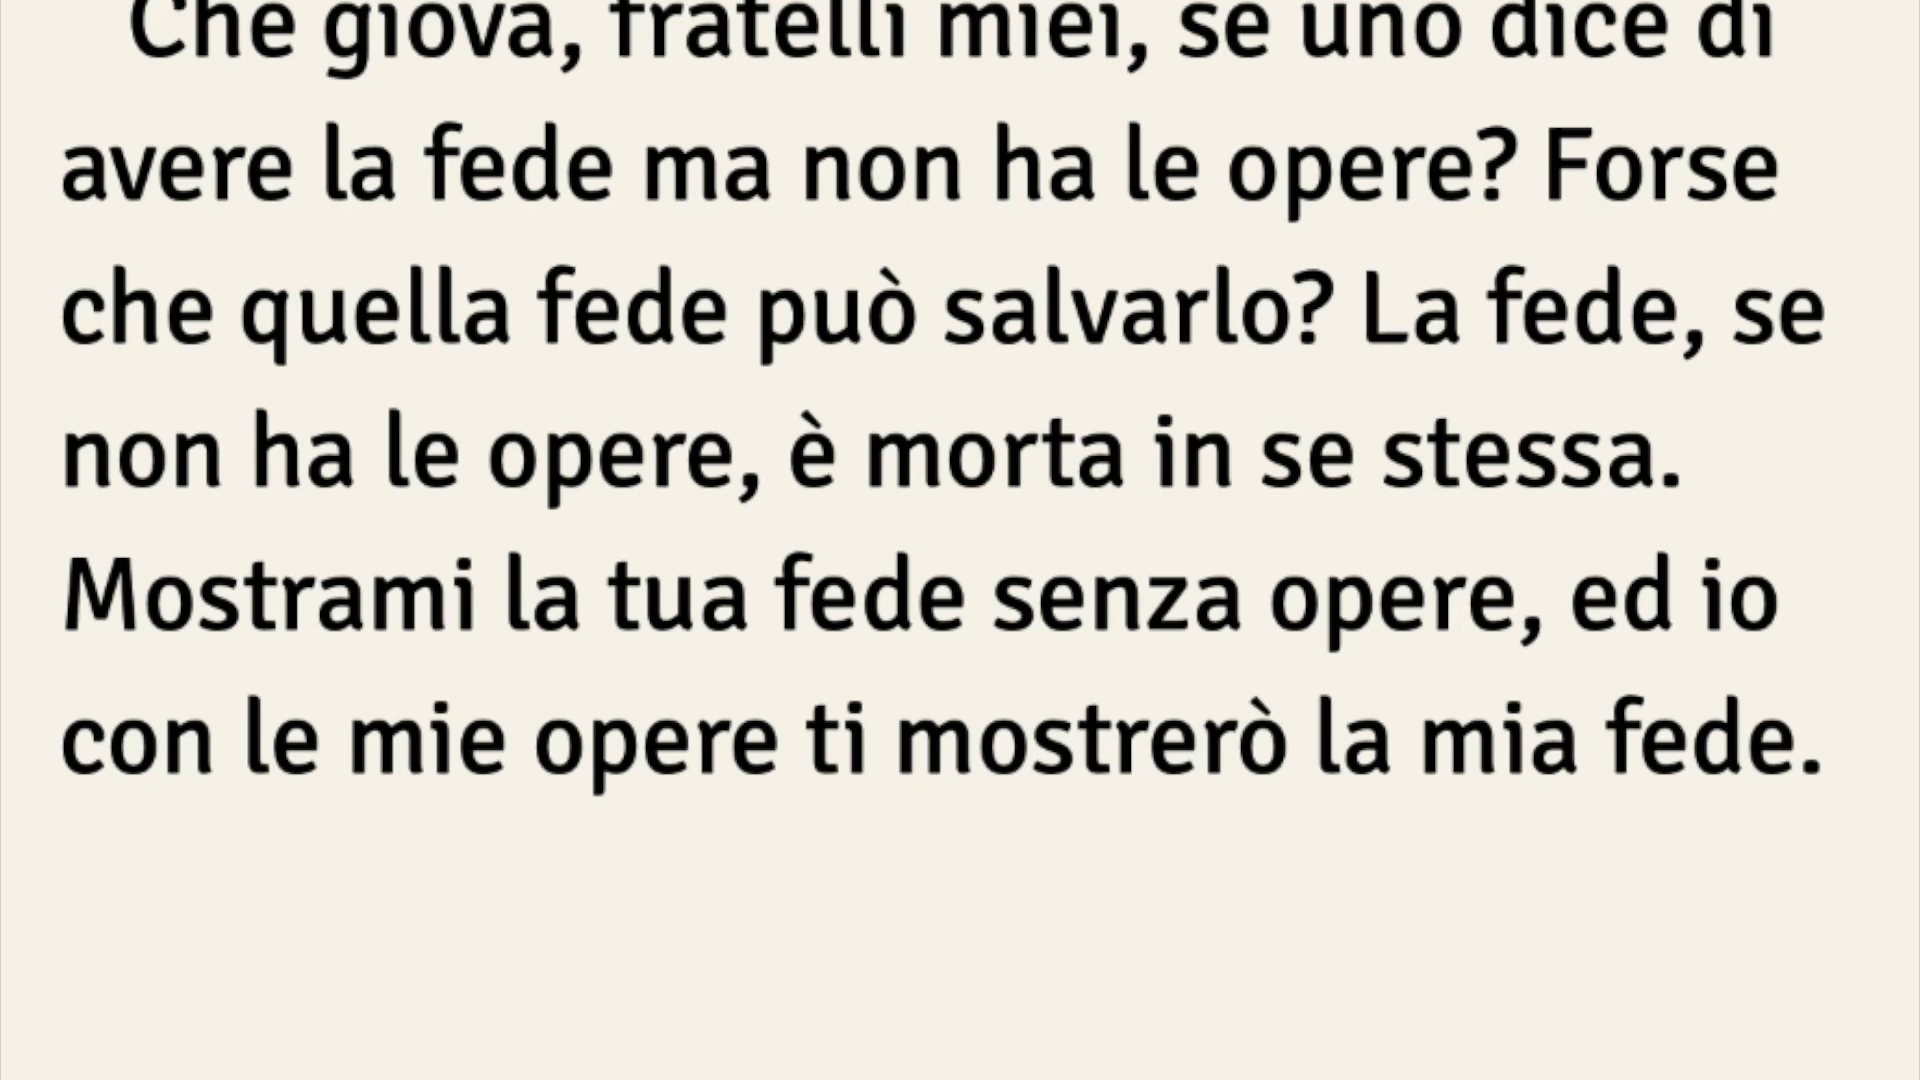 Che giova, fratelli miei, se uno dice di
avere la fede ma non ha le opere? Forse
che quella fede può salvarlo? La fede, se
non ha le opere, è morta in se stessa.
Mostrami la tua fede senza opere, ed io
con le mie opere ti mostrerò la mia fede.